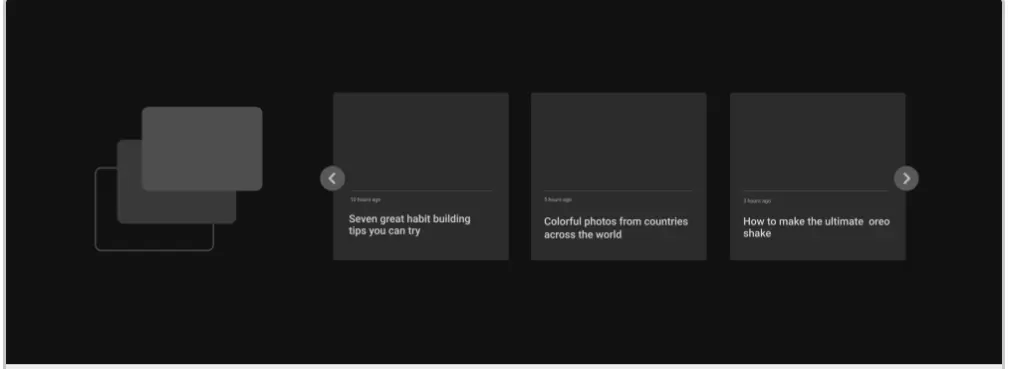 10 hours ago
Seven great habit building
tips you can try
5 hours ago
Colorful photos from countries
across the world
3 hours ago
How to make the ultimate  oreo
shake